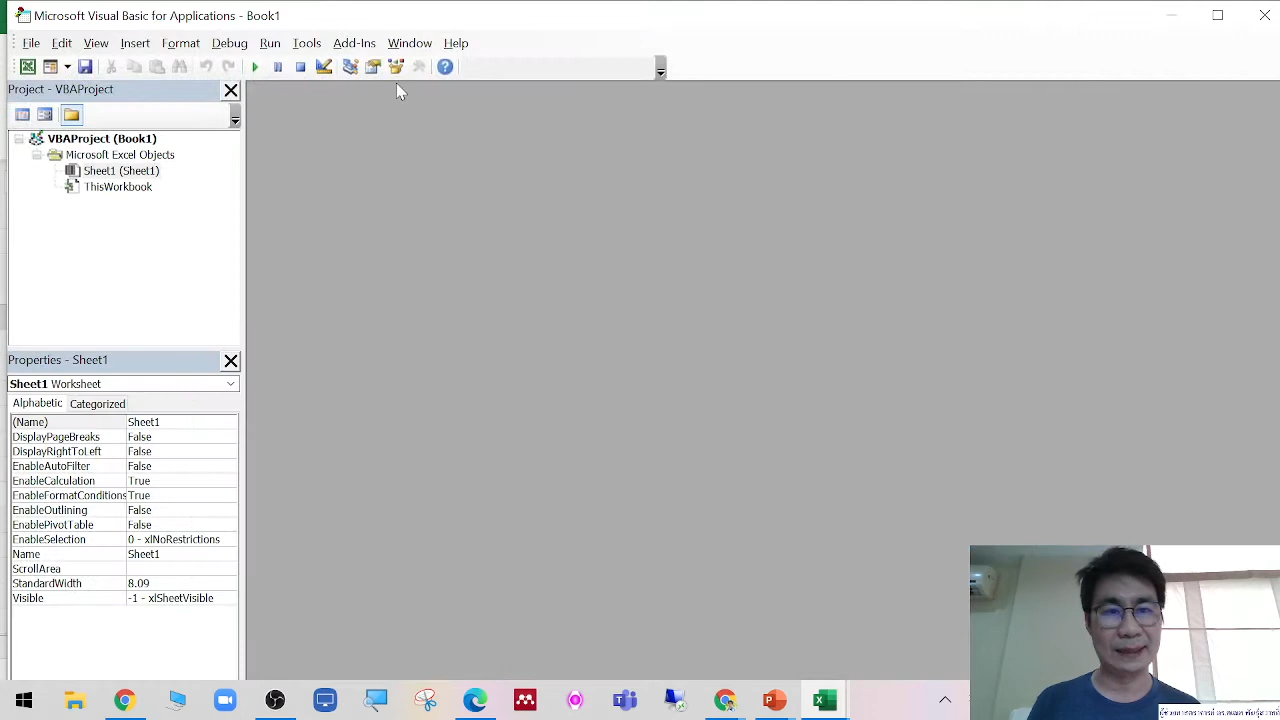 Microsoft Visual Basic for Applications - Book1
File Edit View Insert Format Debug Run Tools Add-Ins Window Help
Project - VBAProject
VBAProject (Book1)
Microsoft Excel Objects
Sheet1 (Sheet1)
ThisWorkbook
Properties - Sheet1
Sheet1 Worksheet
Alphabetic Categorized
(Name) Sheet1
DisplayPageBreaks False
DisplayRightToLeft False
EnableAutoFilter False
EnableCalculation True
EnableFormatConditions True
EnableOutlining False
EnablePivotTable False
EnableSelection 0 - xlNoRestrictions
Name Sheet1
ScrollArea
StandardWidth 8.09
Visible -1 - xlSheetVisible